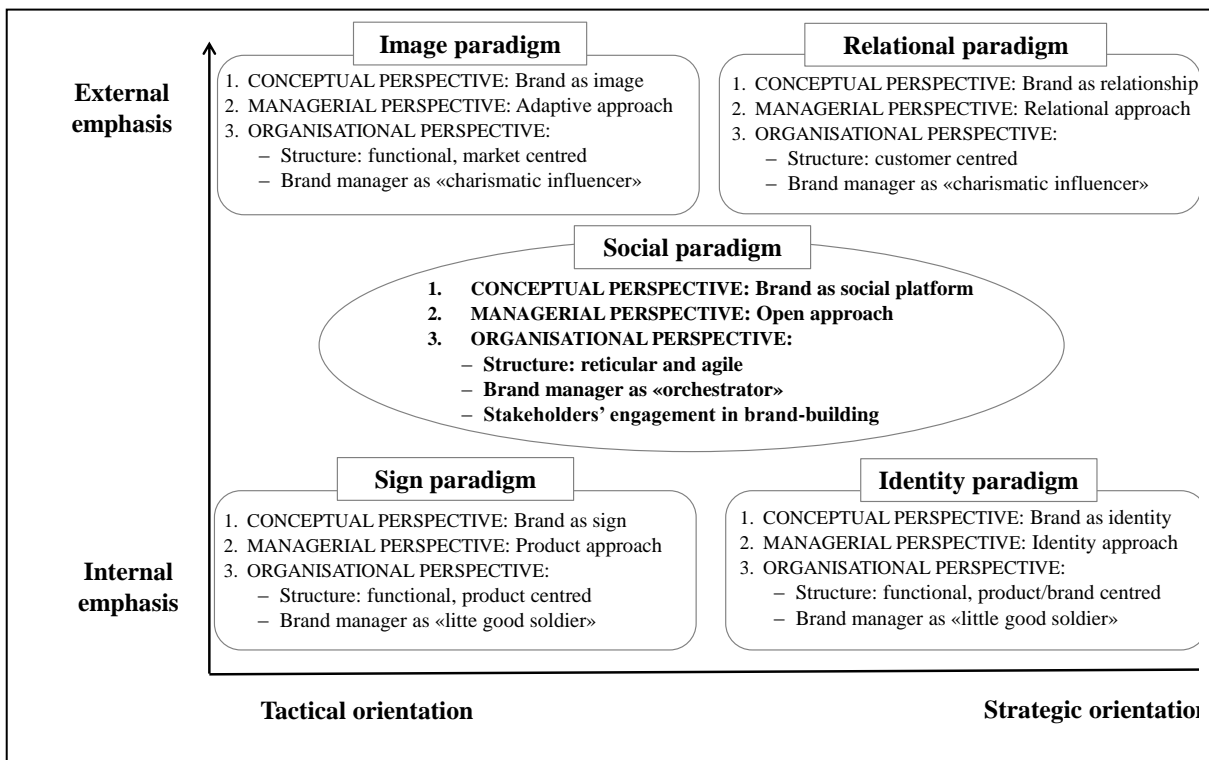 Image paradigm
1. CONCEPTUAL PERSPECTIVE: Brand as image
2. MANAGERIAL PERSPECTIVE: Adaptive approach
3. ORGANISATIONAL PERSPECTIVE:
– Structure: functional, market centred
– Brand manager as «charismatic influencer»
Relational paradigm
1. CONCEPTUAL PERSPECTIVE: Brand as relationship
2. MANAGERIAL PERSPECTIVE: Relational approach
3. ORGANISATIONAL PERSPECTIVE:
– Structure: customer centred
– Brand manager as «charismatic influencer»
External
emphasis
Social paradigm
1. CONCEPTUAL PERSPECTIVE: Brand as social platform
2. MANAGERIAL PERSPECTIVE: Open approach
3. ORGANISATIONAL PERSPECTIVE:
– Structure: reticular and agile
– Brand manager as «orchestrator»
– Stakeholders’ engagement in brand-building
Sign paradigm
1. CONCEPTUAL PERSPECTIVE: Brand as sign
2. MANAGERIAL PERSPECTIVE: Product approach
3. ORGANISATIONAL PERSPECTIVE:
– Structure: functional, product centred
– Brand manager as «litte good soldier»
Identity paradigm
1. CONCEPTUAL PERSPECTIVE: Brand as identity
2. MANAGERIAL PERSPECTIVE: Identity approach
3. ORGANISATIONAL PERSPECTIVE:
– Structure: functional, product/brand centred
– Brand manager as «little good soldier»
Internal
emphasis
Tactical orientation
Strategic orientation